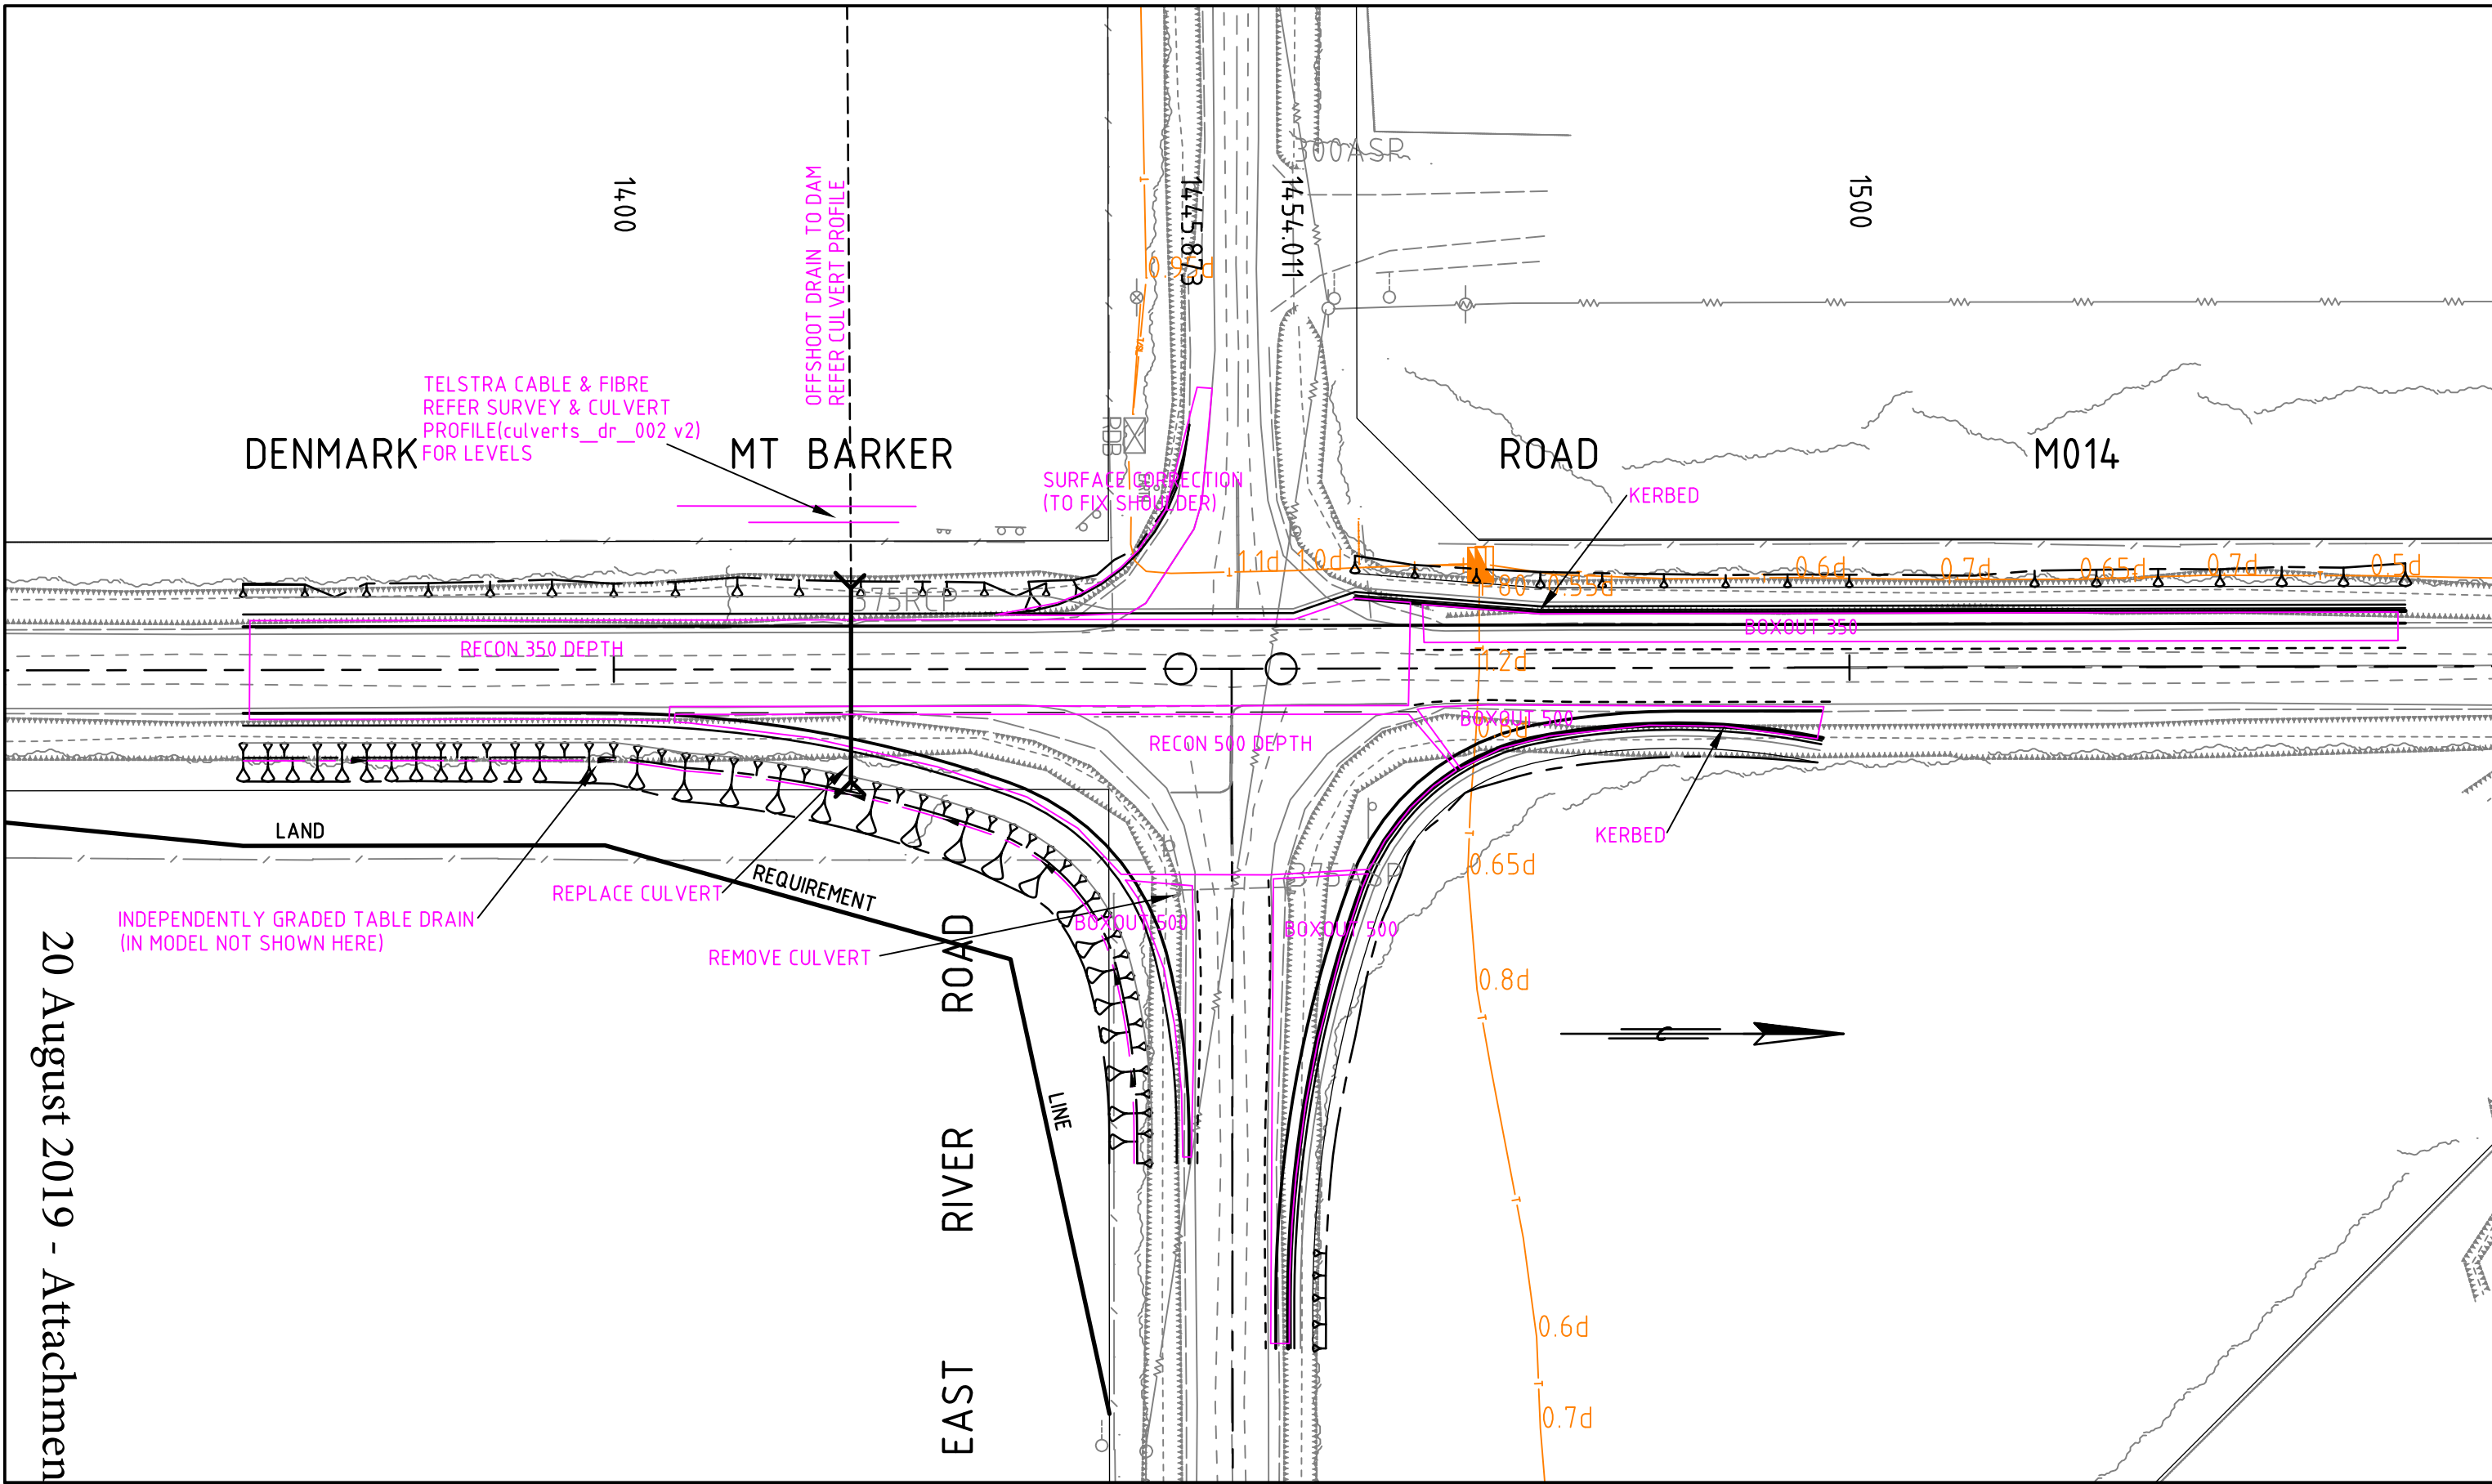 1400
OFFSHOOT DRAIN TO DAM
REFER CULVERT PROFILE
1445.873
1454.011
1500
300ASP
0.95d
TELSTRA CABLE & FIBRE
REFER SURVEY & CULVERT
PROFILE(culverts_dr_002 v2)
FOR LEVELS
DENMARK
MT BARKER
ROAD
M014
SURFACE CORRECTION
(TO FIX SHOULDER)
KERBED
1.1d
1.0d
0.55d
0.6d
0.7d
0.65d
0.7d
0.5d
375RCP
RECON 350 DEPTH
BOXOUT 350
1.2d
BOXOUT 500
RECON 500 DEPTH
KERBED
LAND
REQUIREMENT
LINE
REPLACE CULVERT
INDEPENDENTLY GRADED TABLE DRAIN
(IN MODEL NOT SHOWN HERE)
REMOVE CULVERT
BOXOUT 500
BOXOUT 500
375ASP
0.65d
0.8d
0.6d
0.7d
EAST RIVER ROAD
20 August 2019 - Attachmen